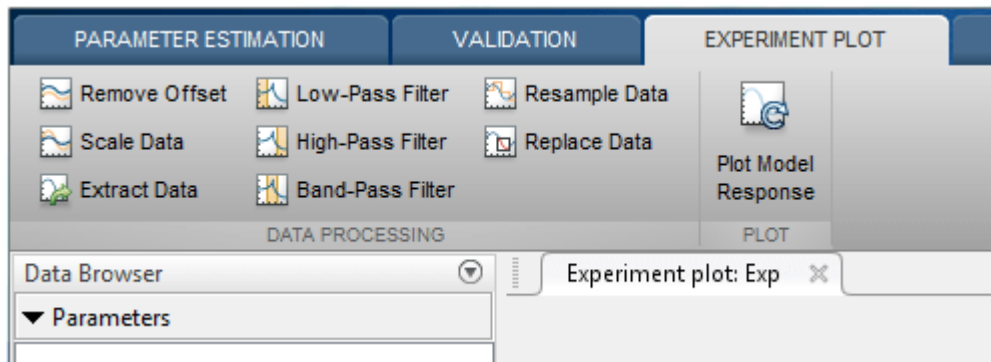 PARAMETER ESTIMATION VALIDATION EXPERIMENT PLOT
Remove Offset Low-Pass Filter Resample Data
Scale Data High-Pass Filter Replace Data
Extract Data Band-Pass Filter
Plot Model
Response
DATA PROCESSING PLOT
Data Browser Experiment plot: Exp
Parameters